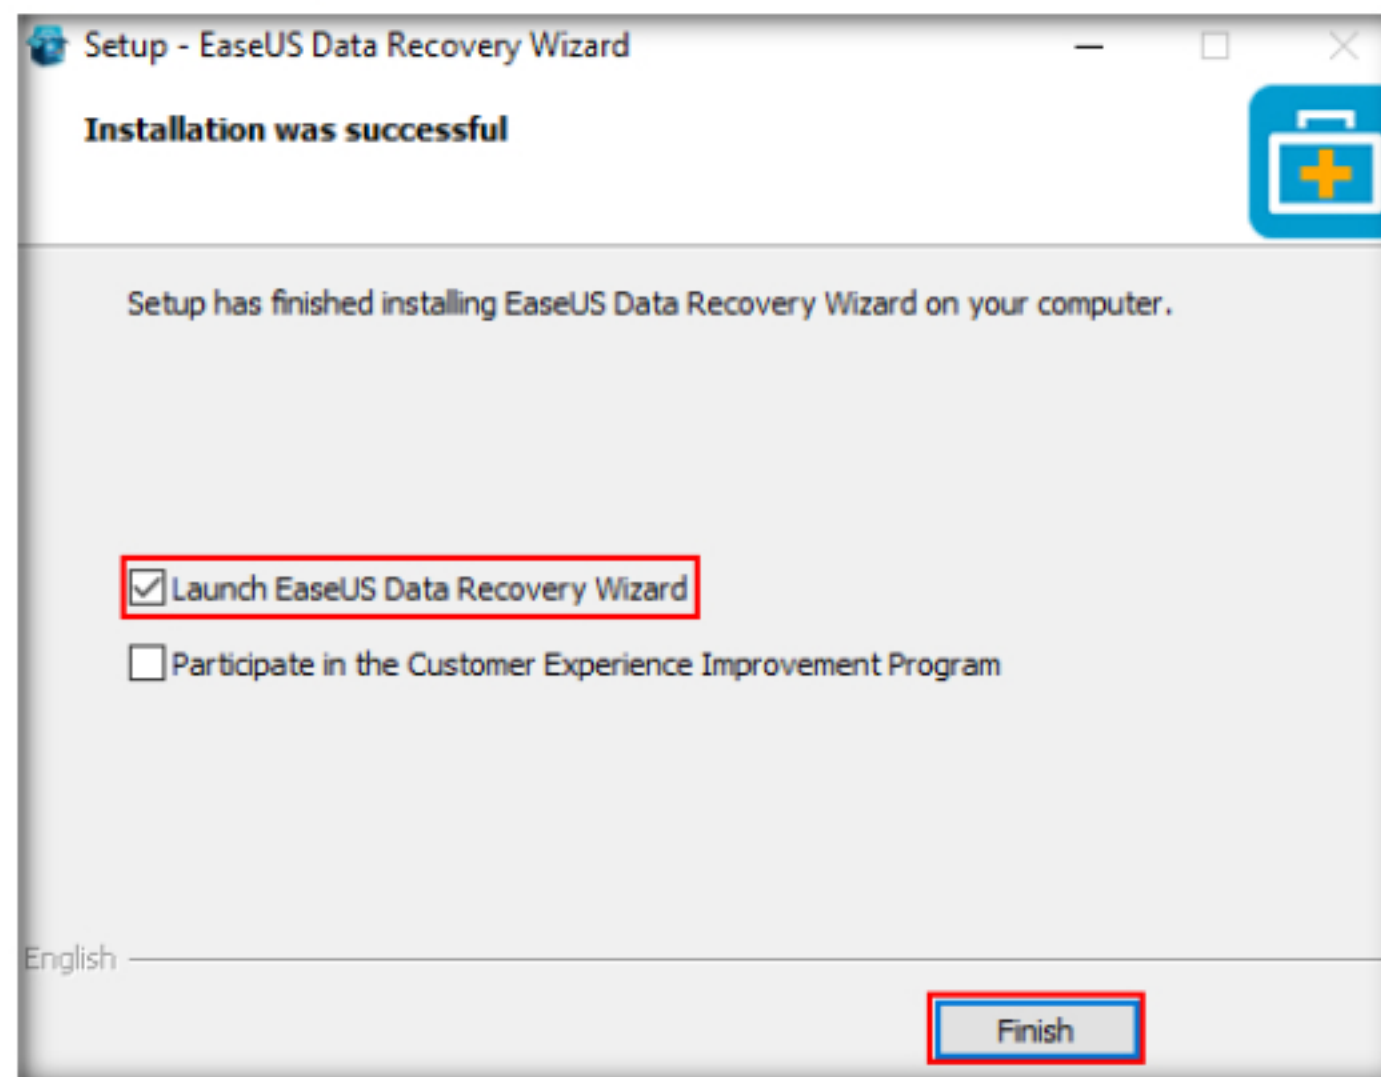 Setup - EaseUS Data Recovery Wizard
Installation was successful
Setup has finished installing EaseUS Data Recovery Wizard on your computer.
Launch EaseUS Data Recovery Wizard
Participate in the Customer Experience Improvement Program
English
Finish